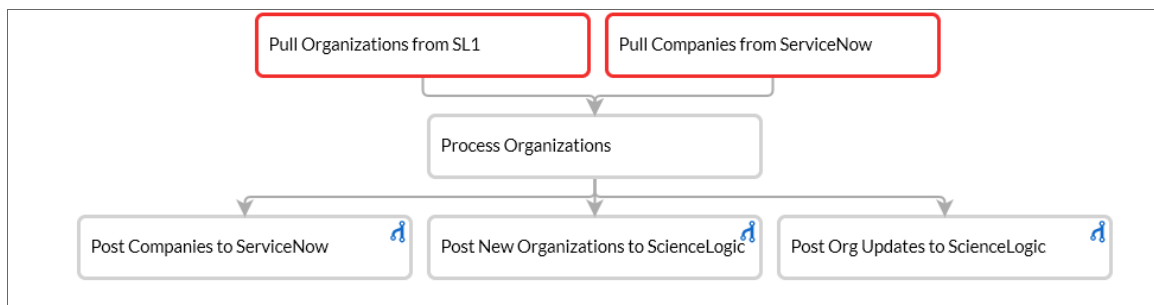 Pull Organizations from SL1
Pull Companies from ServiceNow
Process Organizations
Post Companies to ServiceNow
Post New Organizations to ScienceLogic
Post Org Updates to ScienceLogic